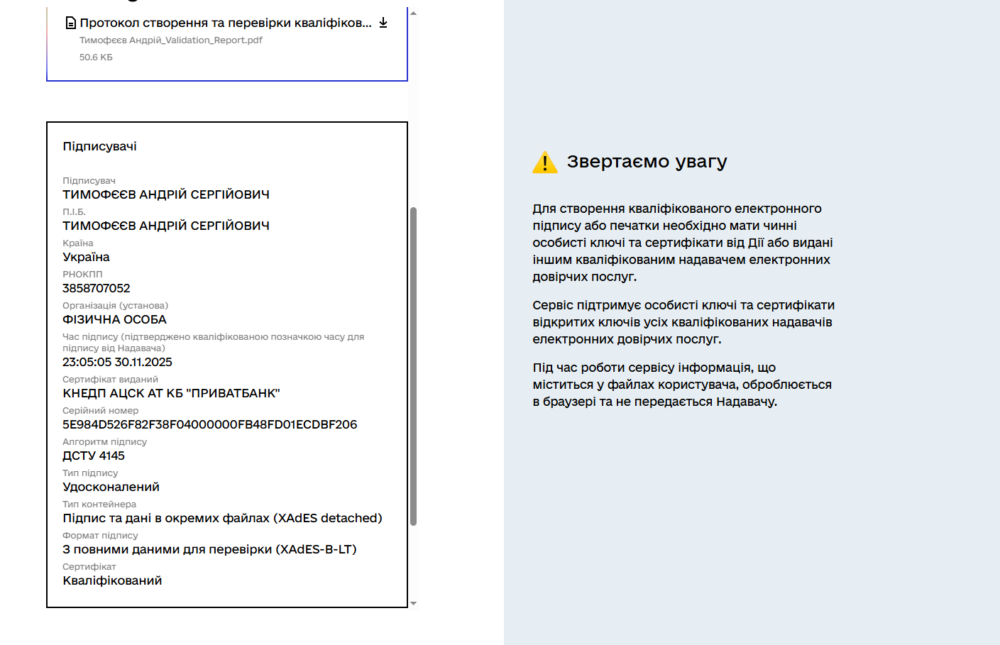 Протокол створення та перевірки кваліфіков...
Тимофєєв Андрій_Validation_Report.pdf
50.6 КБ
Підписувачі
Підписувач
ТИМОФЄЄВ АНДРІЙ СЕРГІЙОВИЧ
П.І.Б.
ТИМОФЄЄВ АНДРІЙ СЕРГІЙОВИЧ
Країна
Україна
РНОКПП
3858707052
Організація (установа)
ФІЗИЧНА ОСОБА
Час підпису (підтверджено кваліфікованою позначкою часу для
підпису від Надавача)
23:05:05 30.11.2025
Сертифікат виданий
КНЕДП АЦСК АТ КБ "ПРИВАТБАНК"
Серійний номер
5E984D526F82F38F04000000FB48FD01ECDBF206
Алгоритм підпису
ДСТУ 4145
Тип підпису
Удосконалений
Тип контейнера
Підпис та дані в окремих файлах (XAdES detached)
Формат підпису
З повними даними для перевірки (XAdES-B-LT)
Сертифікат
Кваліфікований
Звертаємо увагу
Для створення кваліфікованого електронного
підпису або печатки необхідно мати чинні
особисті ключі та сертифікати від Дії або видані
іншим кваліфікованим надавачем електронних
довірчих послуг.
Сервіс підтримує особисті ключі та сертифікати
відкритих ключів усіх кваліфікованих надавачів
електронних довірчих послуг.
Під час роботи сервісу інформація, що
міститься у файлах користувача, оброблюється
в браузері та не передається Надавачу.